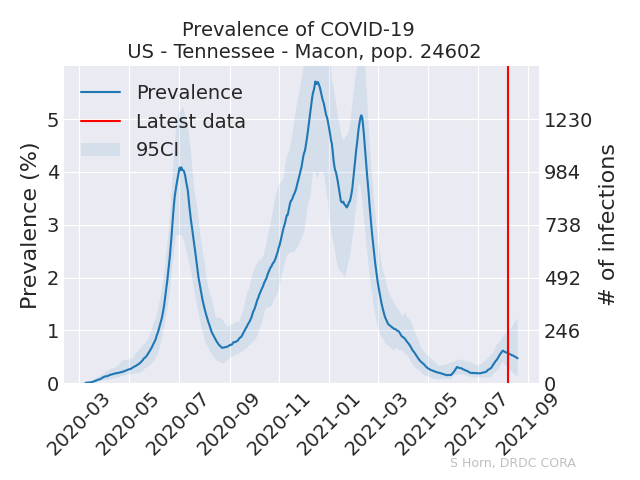 Prevalence of COVID-19
US - Tennessee - Macon, pop. 24602
Prevalence
Latest data
95CI
Prevalence (%)
5
4
3
2
1
0
1230
984
738
492
246
0
# of infections
2020-03
2020-05
2020-07
2020-09
2020-11
2021-01
2021-03
2021-05
2021-07
2021-09
S Horn, DRDC CORA